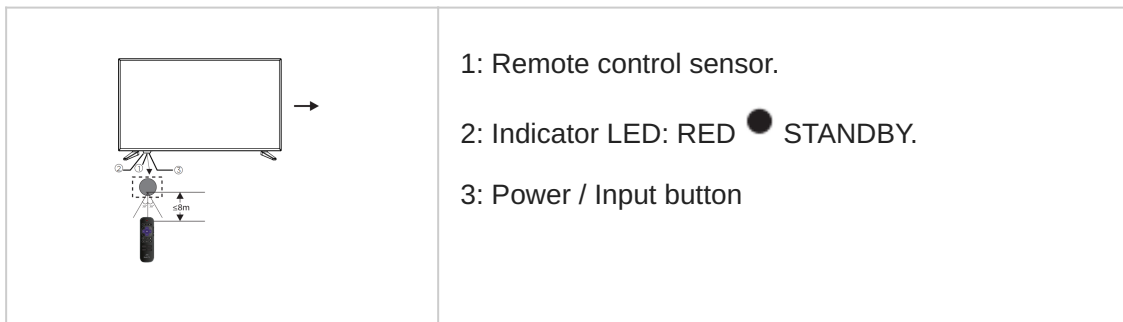 ② ① ③
≤8m
1: Remote control sensor.
2: Indicator LED: RED ● STANDBY.
3: Power / Input button